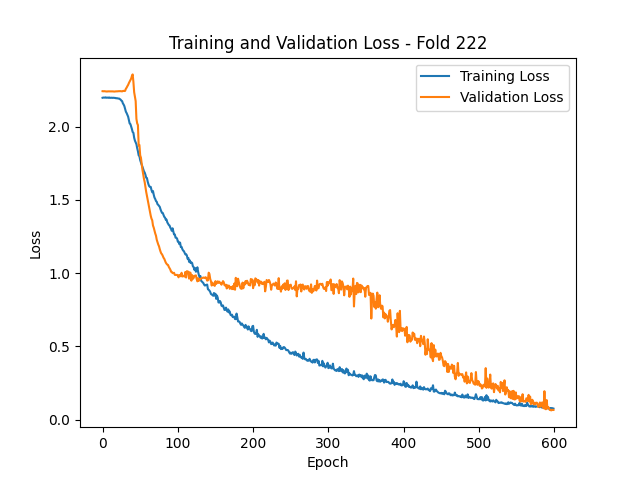 Training and Validation Loss - Fold 222
Training Loss
Validation Loss
Loss
2.0
1.5
1.0
0.5
0.0
0 100 200 300 400 500 600
Epoch